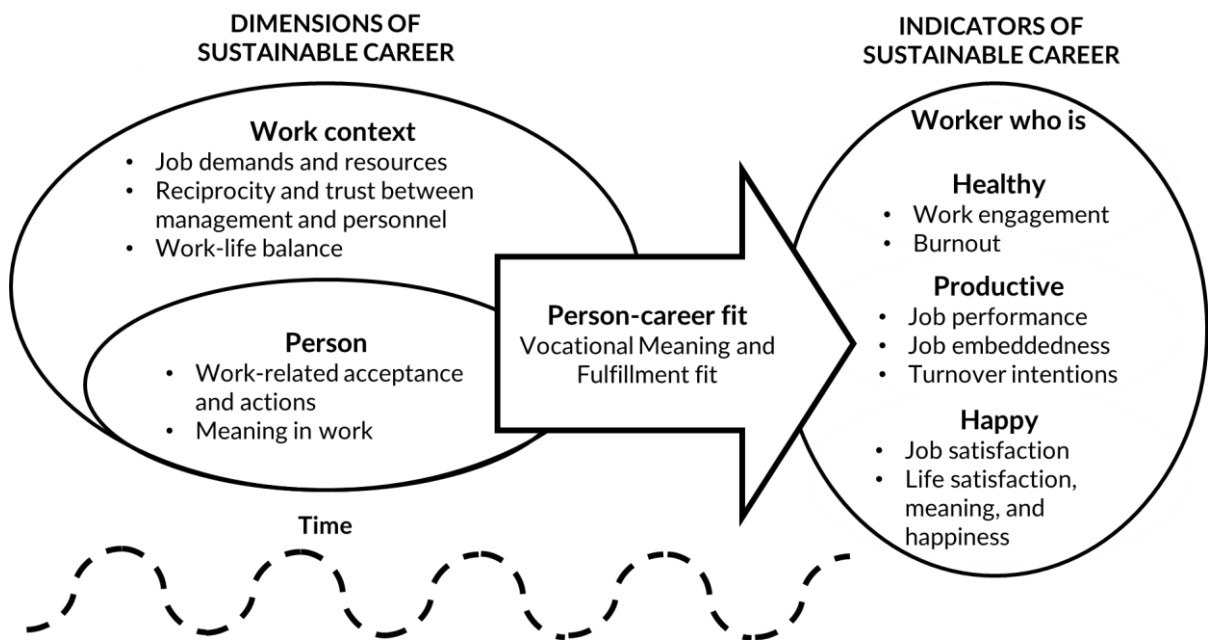 DIMENSIONS OF
SUSTAINABLE CAREER
Work context
• Job demands and resources
• Reciprocity and trust between
management and personnel
• Work-life balance
Person
• Work-related acceptance
and actions
• Meaning in work
Person-career fit
Vocational Meaning and
Fulfillment fit
INDICATORS OF
SUSTAINABLE CAREER
Worker who is
Healthy
• Work engagement
• Burnout
Productive
• Job performance
• Job embeddedness
• Turnover intentions
Happy
• Job satisfaction
• Life satisfaction,
meaning, and
happiness
Time